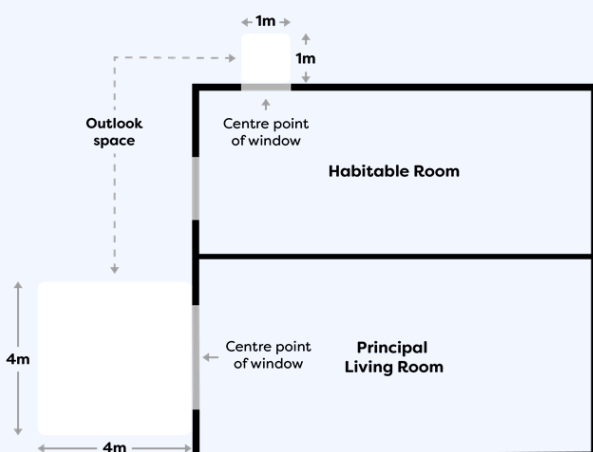 1m
1m
Outlook
space
Centre point
of window
Habitable Room
4m
Centre point
of window
Principal
Living Room
4m